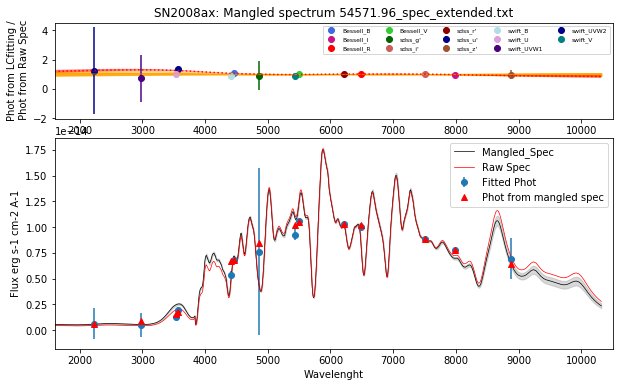 SN2008ax: Mangled spectrum 54571.96_spec_extended.txt
Phot from LCfitting /
Phot from Raw Spec
4
2
0
−2
Bessell_B
Bessell_I
Bessell_R
Bessell_V
sdss_g'
sdss_i'
sdss_r'
sdss_u'
sdss_z'
swift_B
swift_U
swift_UVW1
swift_UVW2
swift_V
2000 3000 4000 5000 6000 7000 8000 9000 10000
1e−14
Flux erg s-1 cm-2 A-1
1.75
1.50
1.25
1.00
0.75
0.50
0.25
0.00
Mangled_Spec
Raw Spec
Fitted Phot
Phot from mangled spec
2000 3000 4000 5000 6000 7000 8000 9000 10000
Wavelenght